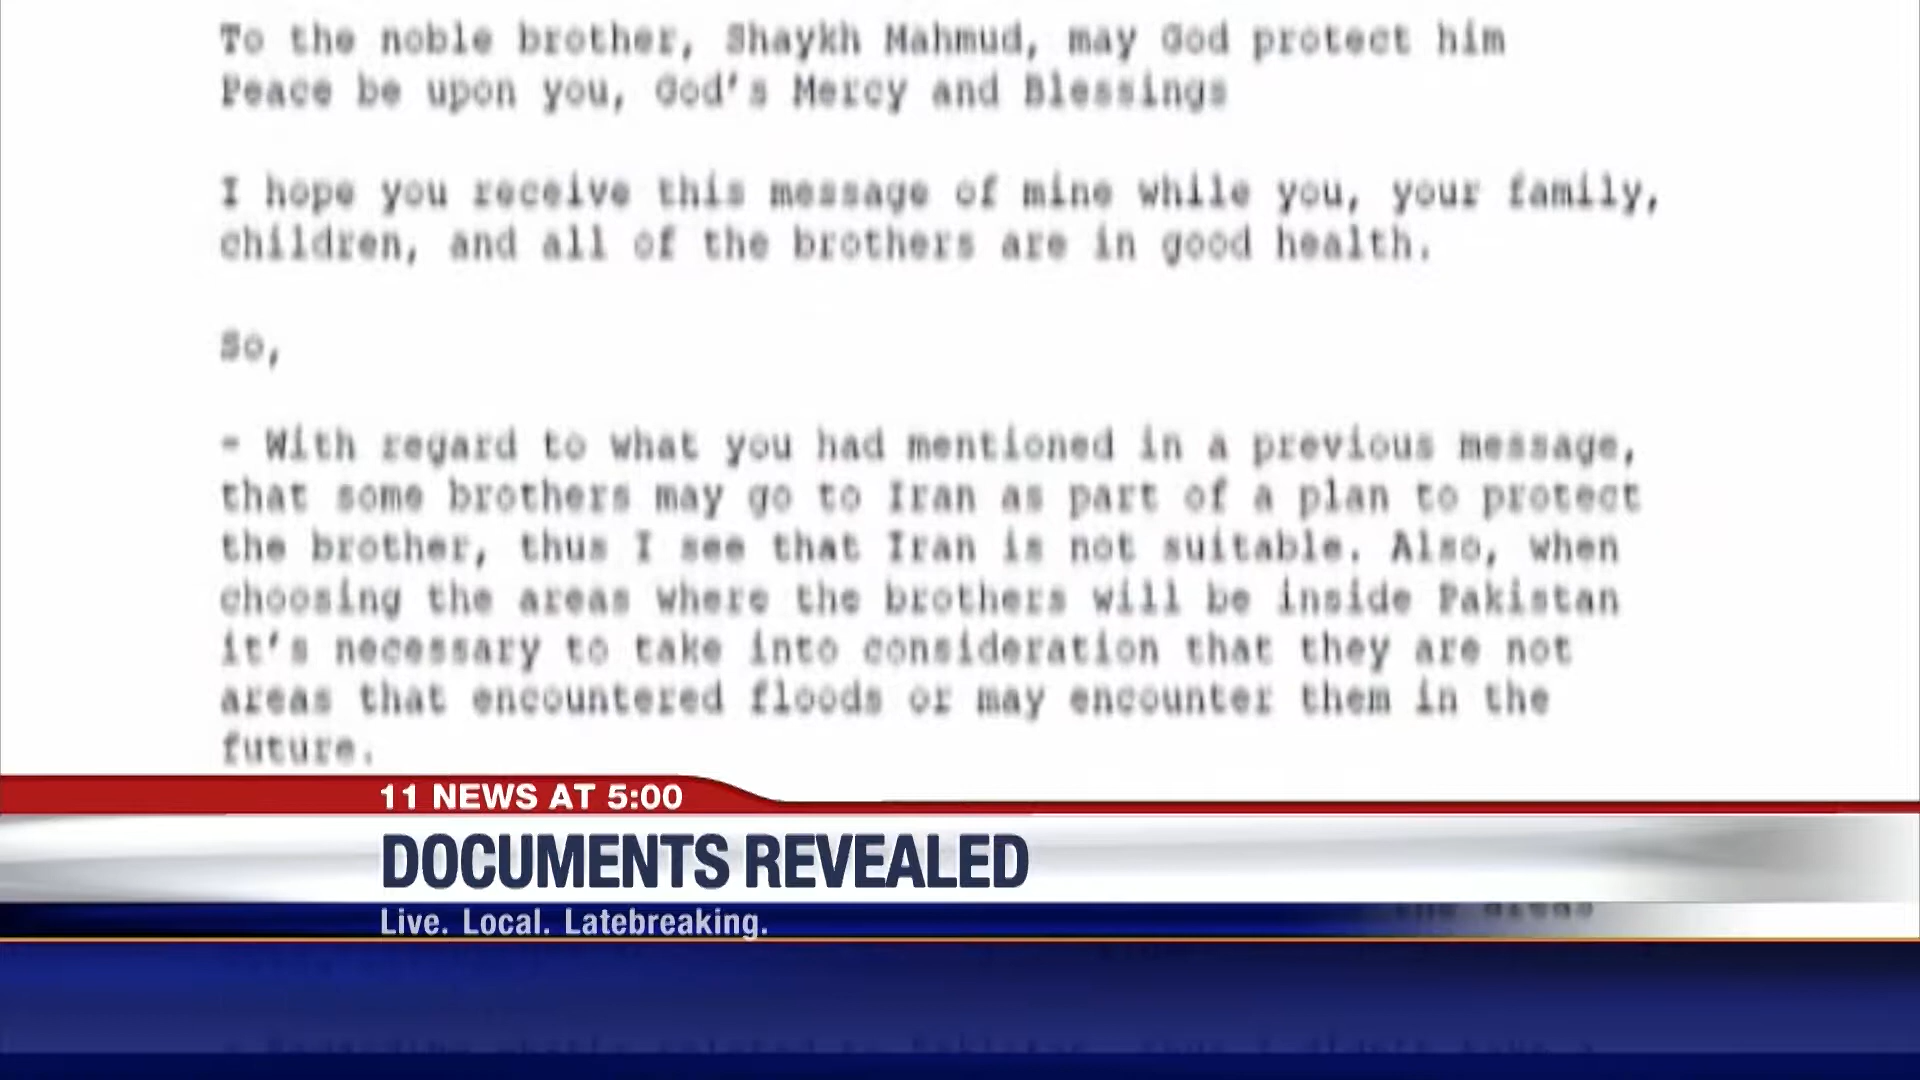 To the noble brother, Shaykh Mahmud, may God protect him
Peace be upon you, God's Mercy and Blessings
I hope you receive this message of mine while you, your family,
children, and all of the brothers are in good health.
So,
- With regard to what you had mentioned in a previous message,
that some brothers may go to Iran as part of a plan to protect
the brother, thus I see that Iran is not suitable. Also, when
choosing the areas where the brothers will be inside Pakistan
it's necessary to take into consideration that they are not
areas that encountered floods or may encounter them in the
future.
11 NEWS AT 5:00
DOCUMENTS REVEALED
Live. Local. Latebreaking.
the areas